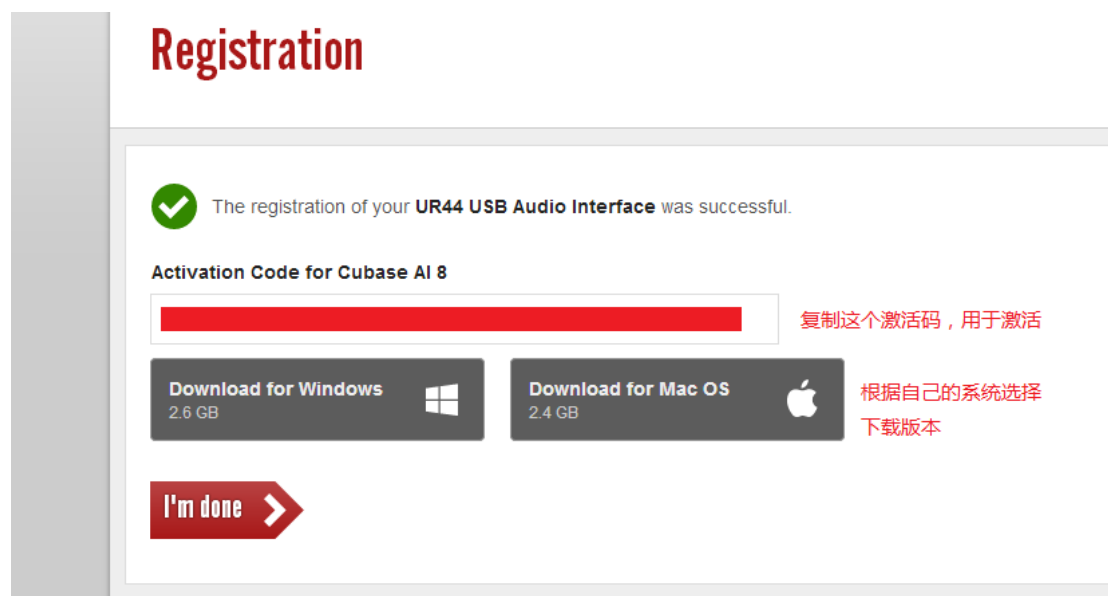 Registration
The registration of your UR44 USB Audio Interface was successful.
Activation Code for Cubase AI 8
复制这个激活码，用于激活
Download for Windows
2.6 GB
Download for Mac OS
2.4 GB
根据自己的系统选择
下载版本
I'm done